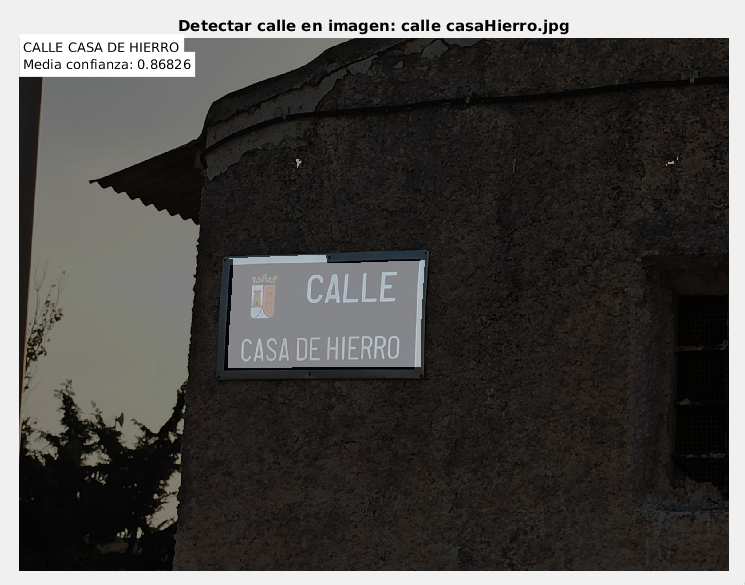 Detectar calle en imagen: calle casaHierro.jpg
CALLE CASA DE HIERRO
Media confianza: 0.86826
CALLE
CASA DE HIERRO